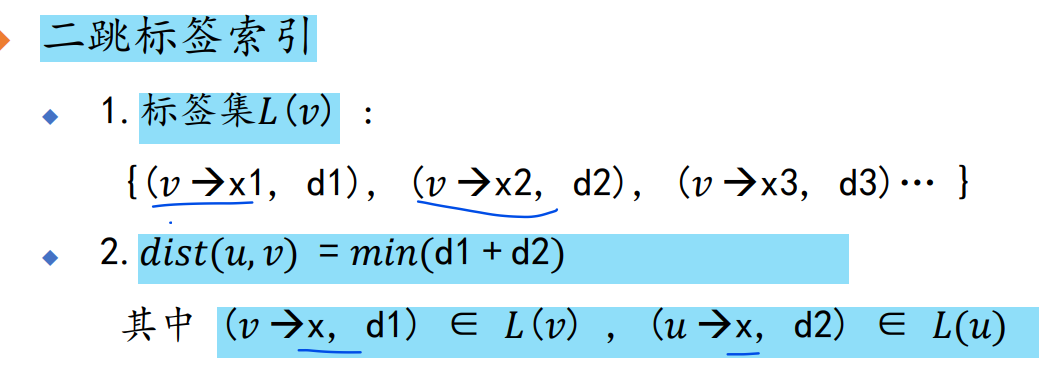 二跳标签索引
1. 标签集L(v) ：
{(v →x1, d1), (v →x2, d2), (v →x3, d3)⋯ }
2. dist(u, v) = min(d1 + d2)
其中 (v →x, d1) ∈ L(v) , (u →x, d2) ∈ L(u)